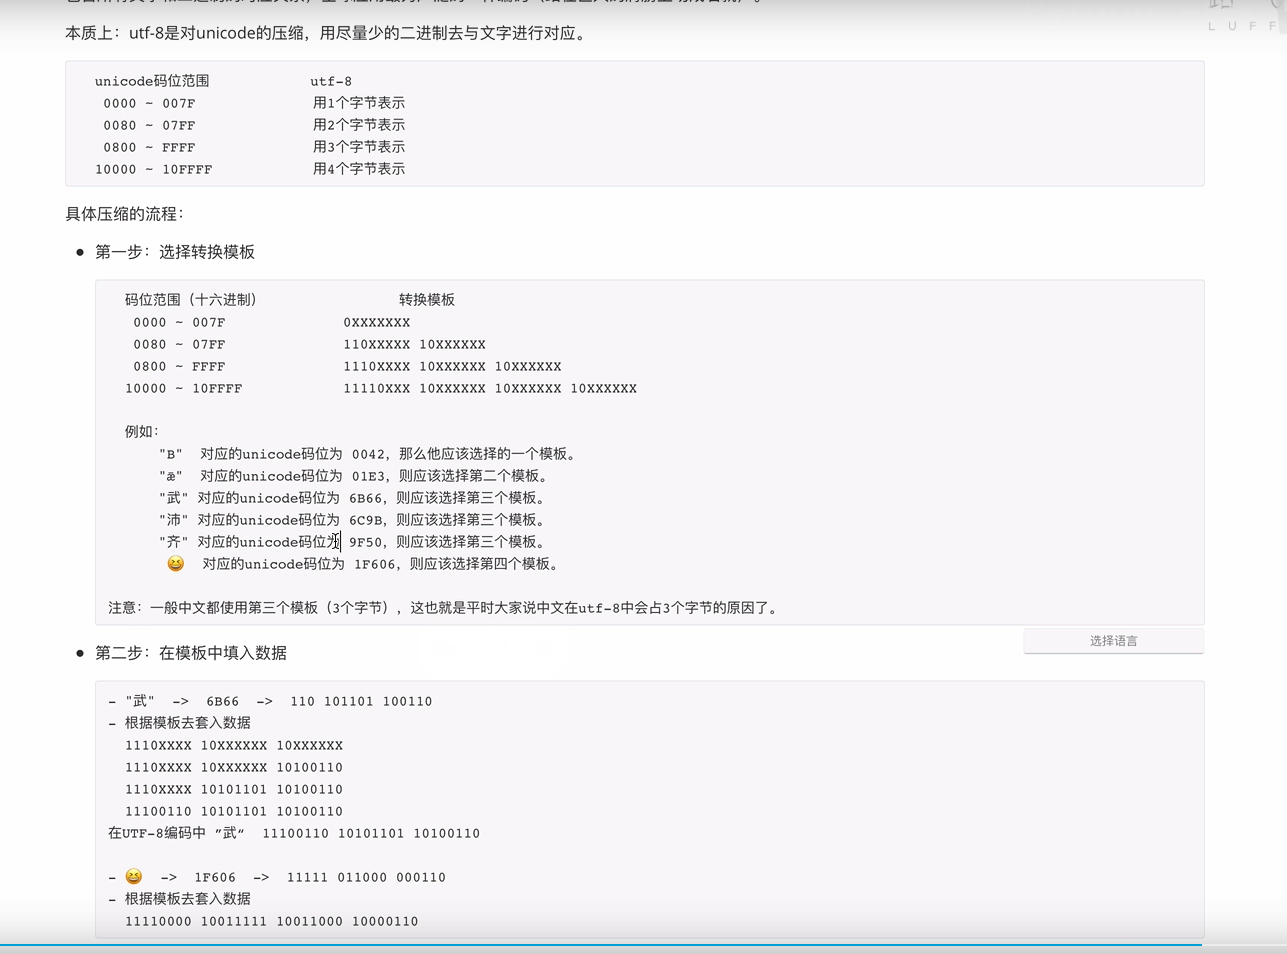 本质上：utf-8是对unicode的压缩，用尽量少的二进制去与文字进行对应。
unicode码位范围            utf-8
0000 ~ 007F              用1个字节表示
0080 ~ 07FF              用2个字节表示
0800 ~ FFFF              用3个字节表示
10000 ~ 10FFFF           用4个字节表示
具体压缩的流程：
● 第一步：选择转换模板
码位范围（十六进制）                转换模板
0000 ~ 007F              0XXXXXXX
0080 ~ 07FF              110XXXXX 10XXXXXX
0800 ~ FFFF              1110XXXX 10XXXXXX 10XXXXXX
10000 ~ 10FFFF           11110XXX 10XXXXXX 10XXXXXX 10XXXXXX
例如：
"B"  对应的unicode码位为 0042，那么他应该选择的一个模板。
"ǣ"  对应的unicode码位为 01E3，则应该选择第二个模板。
"武" 对应的unicode码位为 6B66，则应该选择第三个模板。
"沛" 对应的unicode码位为 6C9B，则应该选择第三个模板。
"齐" 对应的unicode码位为 9F50，则应该选择第三个模板。
😆  对应的unicode码位为 1F606，则应该选择第四个模板。
注意：一般中文都使用第三个模板（3个字节），这也就是平时大家说中文在utf-8中会占3个字节的原因了。
选择语言
● 第二步：在模板中填入数据
- "武"  ->  6B66  ->  110 101101 100110
- 根据模板去套入数据
1110XXXX 10XXXXXX 10XXXXXX
1110XXXX 10XXXXXX 10100110
1110XXXX 10101101 10100110
11100110 10101101 10100110
在UTF-8编码中 ”武“  11100110 10101101 10100110
- 😆  ->  1F606  ->  11111 011000 000110
- 根据模板去套入数据
11110000 10011111 10011000 10000110